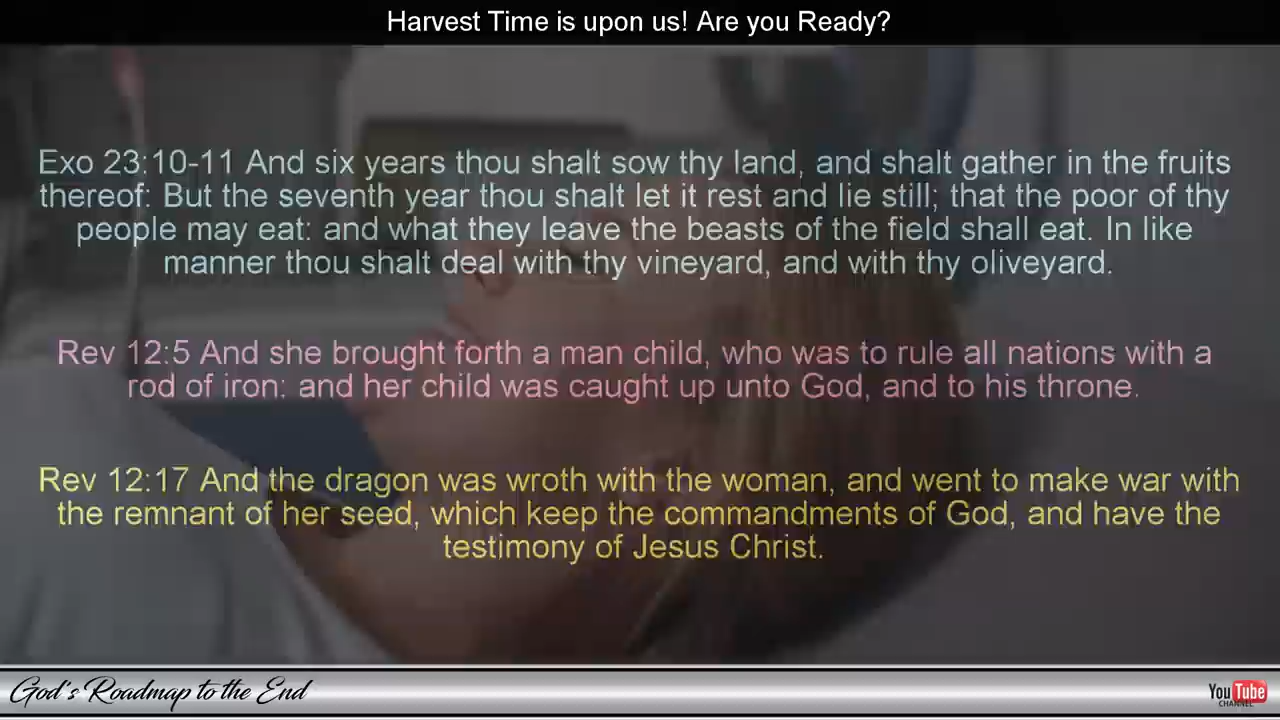 Harvest Time is upon us! Are you Ready?
Exo 23:10-11 And six years thou shalt sow thy land, and shalt gather in the fruits
thereof: But the seventh year thou shalt let it rest and lie still; that the poor of thy
people may eat: and what they leave the beasts of the field shall eat. In like
manner thou shalt deal with thy vineyard, and with thy oliveyard.
Rev 12:5 And she brought forth a man child, who was to rule all nations with a
rod of iron: and her child was caught up unto God, and to his throne.
Rev 12:17 And the dragon was wroth with the woman, and went to make war with
the remnant of her seed, which keep the commandments of God, and have the
testimony of Jesus Christ.
God's Roadmap to the End
YouTube
CHANNEL